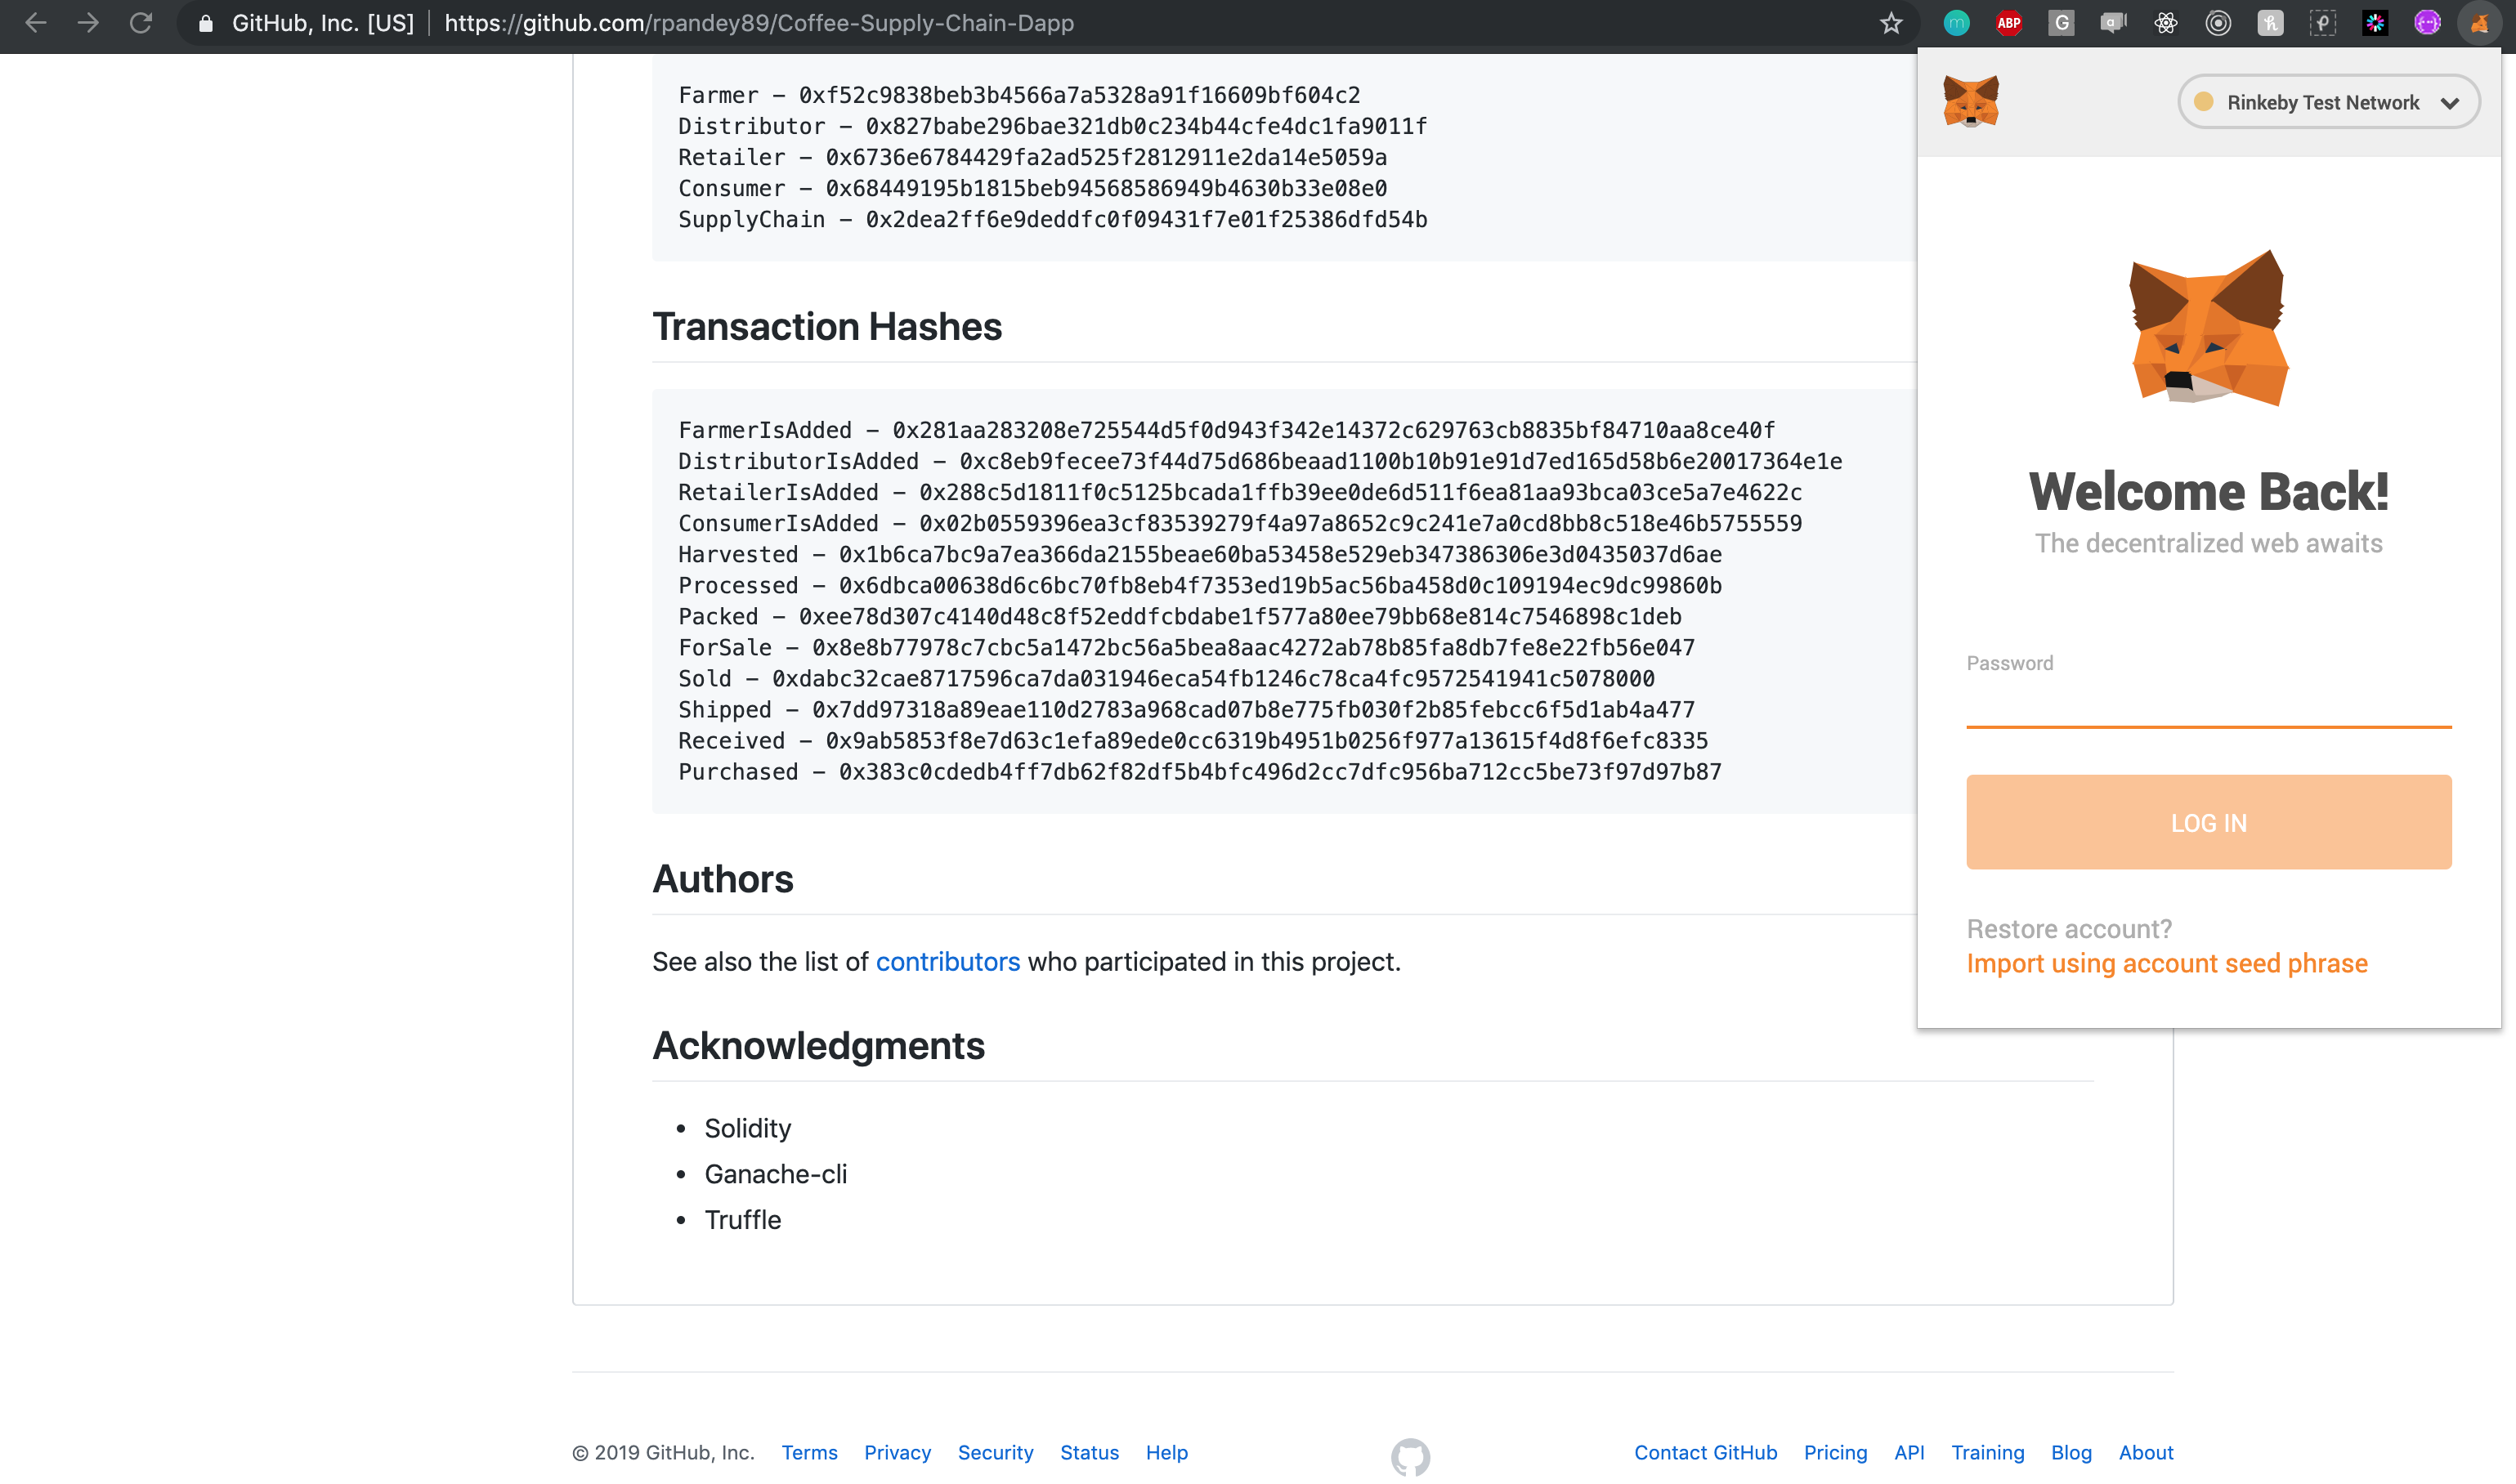 GitHub, Inc. [US] https://github.com/rpandey89/Coffee-Supply-Chain-Dapp
m
ABP
G
a
h
Farmer – 0xf52c9838beb3b4566a7a5328a91f16609bf604c2
Distributor – 0x827babe296bae321db0c234b44cfe4dc1fa9011f
Retailer – 0x6736e6784429fa2ad525f2812911e2da14e5059a
Consumer – 0x68449195b1815beb94568586949b4630b33e08e0
SupplyChain – 0x2dea2ff6e9deddfc0f09431f7e01f25386dfd54b
Transaction Hashes
FarmerIsAdded – 0x281aa283208e725544d5f0d943f342e14372c629763cb8835bf84710aa8ce40f
DistributorIsAdded – 0xc8eb9fecee73f44d75d686beaad1100b10b91e91d7ed165d58b6e20017364e1e
RetailerIsAdded – 0x288c5d1811f0c5125bcada1ffb39ee0de6d511f6ea81aa93bca03ce5a7e4622c
ConsumerIsAdded – 0x02b0559396ea3cf83539279f4a97a8652c9c241e7a0cd8bb8c518e46b5755559
Harvested – 0x1b6ca7bc9a7ea366da2155beae60ba53458e529eb347386306e3d0435037d6ae
Processed – 0x6dbca00638d6c6bc70fb8eb4f7353ed19b5ac56ba458d0c109194ec9dc99860b
Packed – 0xee78d307c4140d48c8f52eddfcbdabe1f577a80ee79bb68e814c7546898c1deb
ForSale – 0x8e8b77978c7cbc5a1472bc56a5bea8aac4272ab78b85fa8db7fe8e22fb56e047
Sold – 0xdabc32cae8717596ca7da031946eca54fb1246c78ca4fc9572541941c5078000
Shipped – 0x7dd97318a89eae110d2783a968cad07b8e775fb030f2b85febcc6f5d1ab4a477
Received – 0x9ab5853f8e7d63c1efa89ede0cc6319b4951b0256f977a13615f4d8f6efc8335
Purchased – 0x383c0cdedb4ff7db62f82df5b4bfc496d2cc7dfc956ba712cc5be73f97d97b87
Authors
See also the list of contributors who participated in this project.
Acknowledgments
• Solidity
• Ganache-cli
• Truffle
Rinkeby Test Network
Welcome Back!
The decentralized web awaits
Password
LOG IN
Restore account?
Import using account seed phrase
© 2019 GitHub, Inc. Terms Privacy Security Status Help
Contact GitHub Pricing API Training Blog About